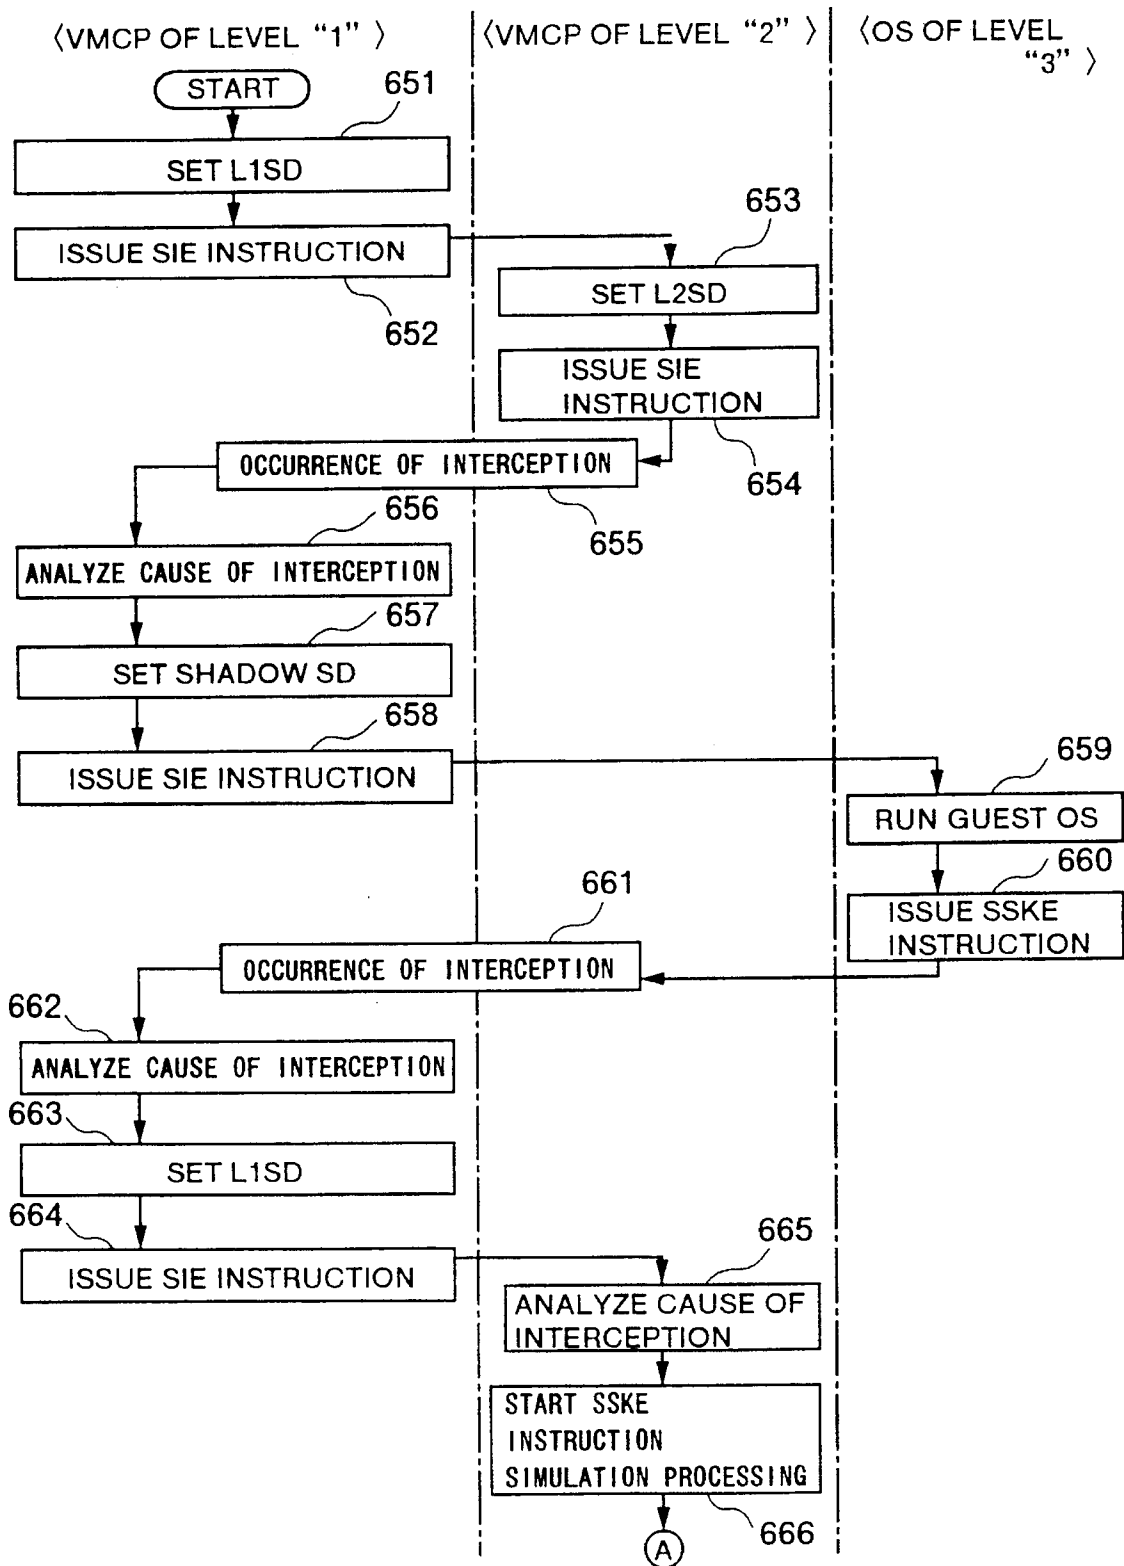 〈VMCP OF LEVEL “1” 〉
〈VMCP OF LEVEL “2” 〉
〈OS OF LEVEL
“3” 〉
START
651
SET L1SD
ISSUE SIE INSTRUCTION
652
653
SET L2SD
ISSUE SIE
INSTRUCTION
654
OCCURRENCE OF INTERCEPTION
655
656
ANALYZE CAUSE OF INTERCEPTION
657
SET SHADOW SD
658
ISSUE SIE INSTRUCTION
659
RUN GUEST OS
660
ISSUE SSKE
INSTRUCTION
661
OCCURRENCE OF INTERCEPTION
662
ANALYZE CAUSE OF INTERCEPTION
663
SET L1SD
664
ISSUE SIE INSTRUCTION
665
ANALYZE CAUSE OF
INTERCEPTION
START SSKE
INSTRUCTION
SIMULATION PROCESSING
666
A